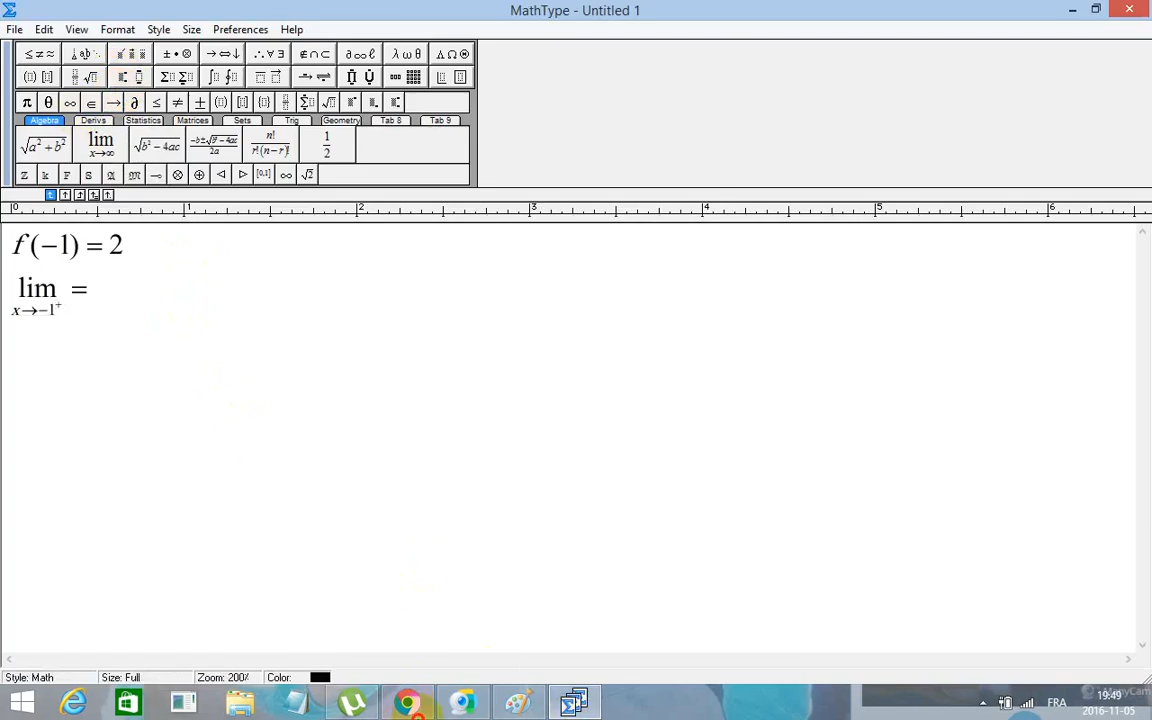 MathType - Untitled 1
File Edit View Format Style Size Preferences Help
Algebra Derivs Statistics Matrices Sets Trig Geometry Tab 8 Tab 9
0 1 2 3 4 5 6
f(−1) = 2
lim =
x→−1⁺
Style: Math Size: Full Zoom: 200% Color:
ManyCam
19:49
FRA
2016-11-05